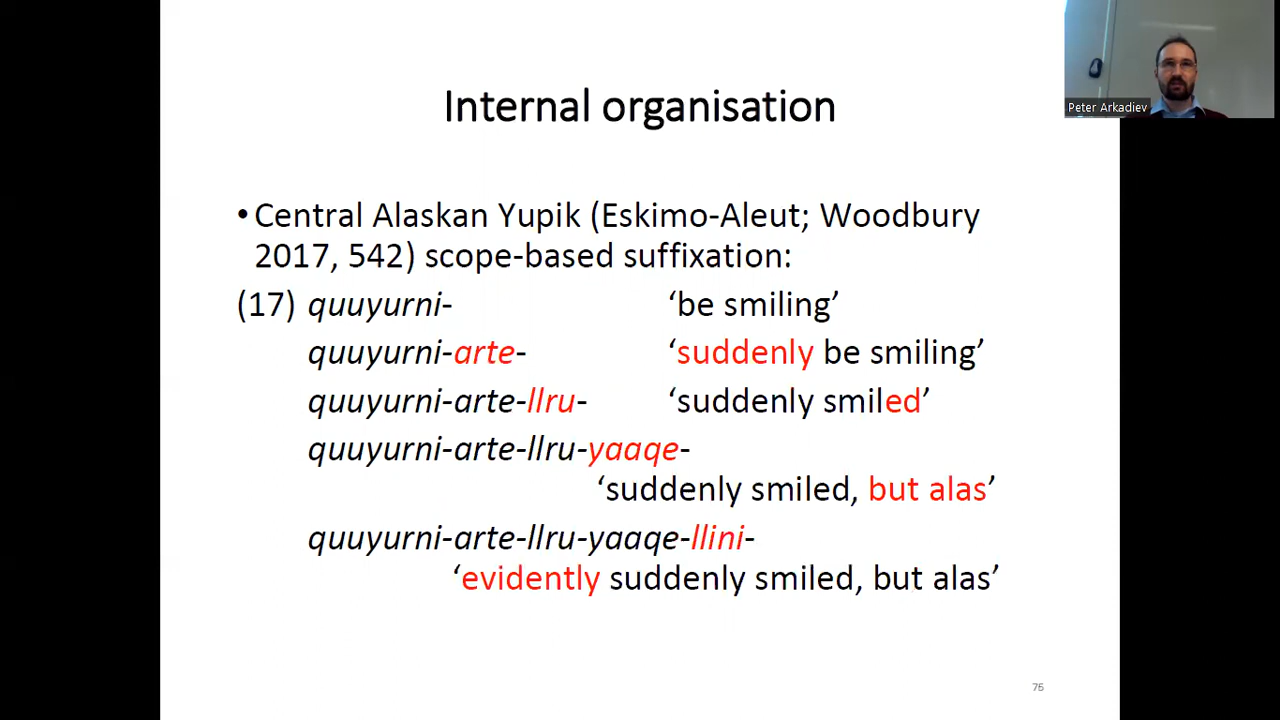 Internal organisation
Peter Arkadiev
• Central Alaskan Yupik (Eskimo-Aleut; Woodbury
2017, 542) scope-based suffixation:
(17) quuyurni- ‘be smiling’
quuyurni-arte- ‘suddenly be smiling’
quuyurni-arte-llru- ‘suddenly smiled’
quuyurni-arte-llru-yaaqe-
‘suddenly smiled, but alas’
quuyurni-arte-llru-yaaqe-llini-
‘evidently suddenly smiled, but alas’
75